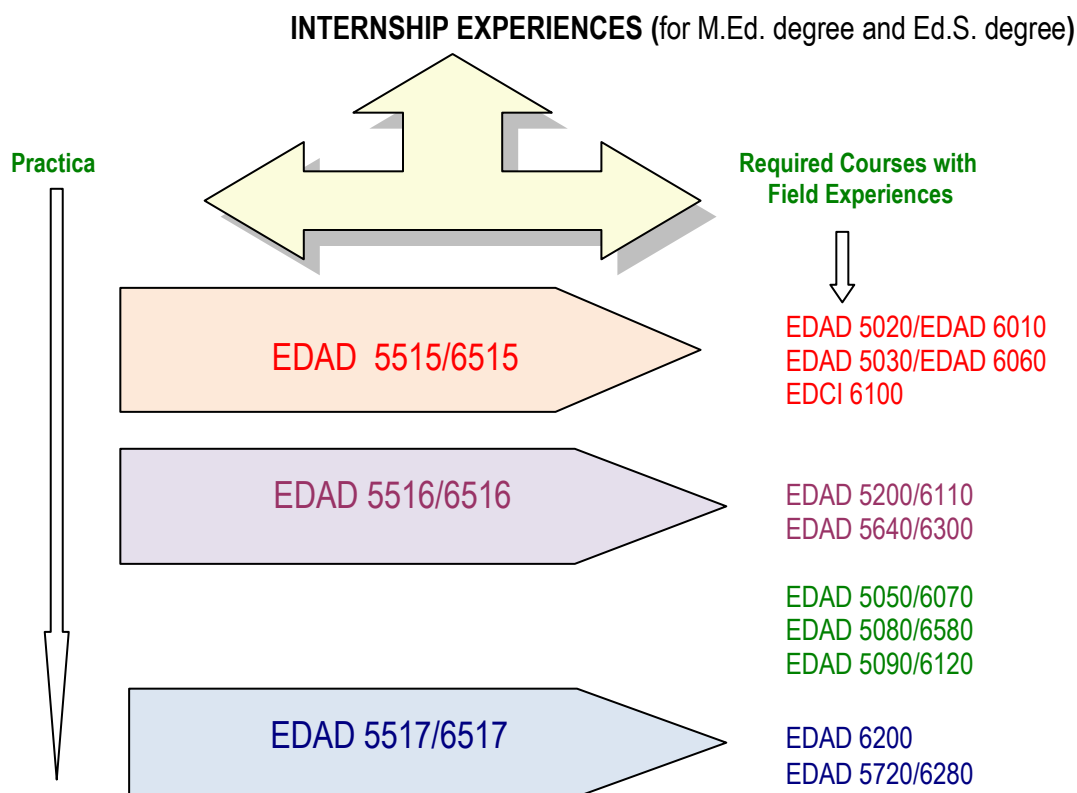 INTERNSHIP EXPERIENCES (for M.Ed. degree and Ed.S. degree)
Practica
Required Courses with
Field Experiences
EDAD 5515/6515
EDAD 5020/EDAD 6010
EDAD 5030/EDAD 6060
EDCI 6100
EDAD 5516/6516
EDAD 5200/6110
EDAD 5640/6300
EDAD 5050/6070
EDAD 5080/6580
EDAD 5090/6120
EDAD 5517/6517
EDAD 6200
EDAD 5720/6280